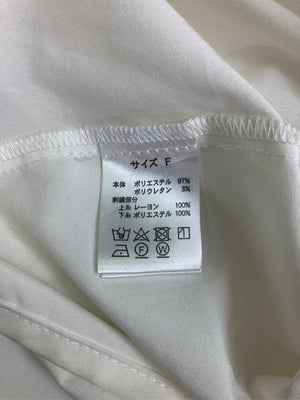 サイズ F
本体 ポリエステル 97%
ポリウレタン 3%
刺繍部分
上糸 レーヨン 100%
下糸 ポリエステル 100%
F W